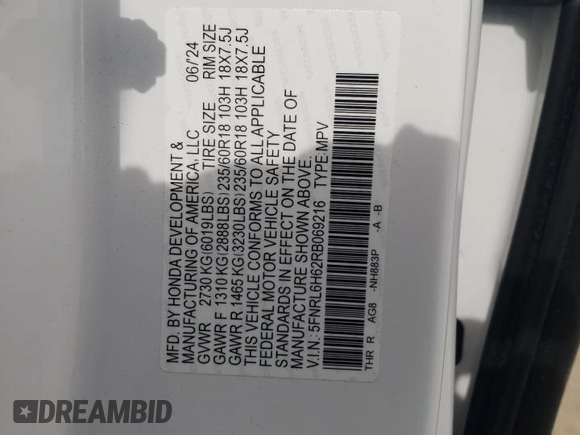 MFD. BY HONDA DEVELOPMENT &
MANUFACTURING OF AMERICA, LLC 06/'24
GVWR 2730 KG(6019LBS) TIRE SIZE RIM SIZE
GAWR F 1310 KG(2888LBS)235/60R18 103H 18X7.5J
GAWR R 1465 KG(3230LBS)235/60R18 103H 18X7.5J
THIS VEHICLE CONFORMS TO ALL APPLICABLE
FEDERAL MOTOR VEHICLE SAFETY
STANDARDS IN EFFECT ON THE DATE OF
MANUFACTURE SHOWN ABOVE.
V.I.N.: 5FNRL6H62RB069216 TYPE:MPV
THR R AG8 -NH883P -A -B
DREAMBID